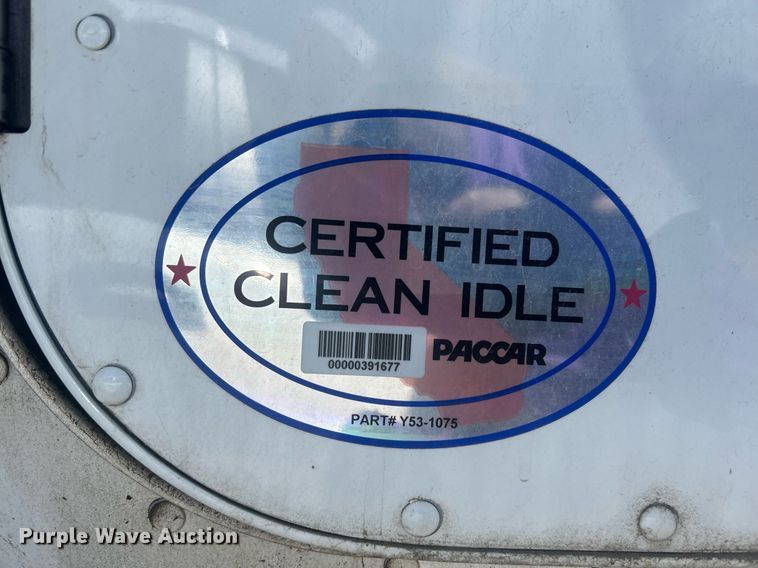 CERTIFIED
CLEAN IDLE
00000391677
PACCAR
PART# Y53-1075
Purple Wave Auction